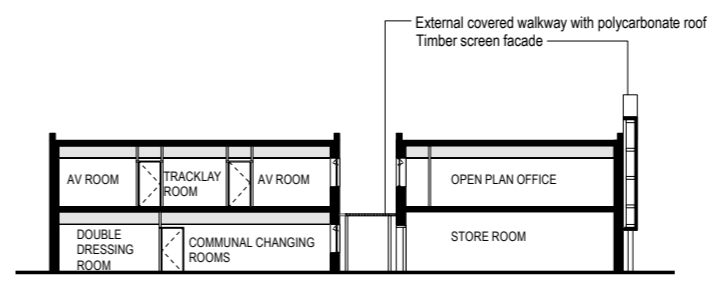 External covered walkway with polycarbonate roof
Timber screen facade
AV ROOM
TRACKLAY
ROOM
AV ROOM
OPEN PLAN OFFICE
DOUBLE
DRESSING
ROOM
COMMUNAL CHANGING
ROOMS
STORE ROOM